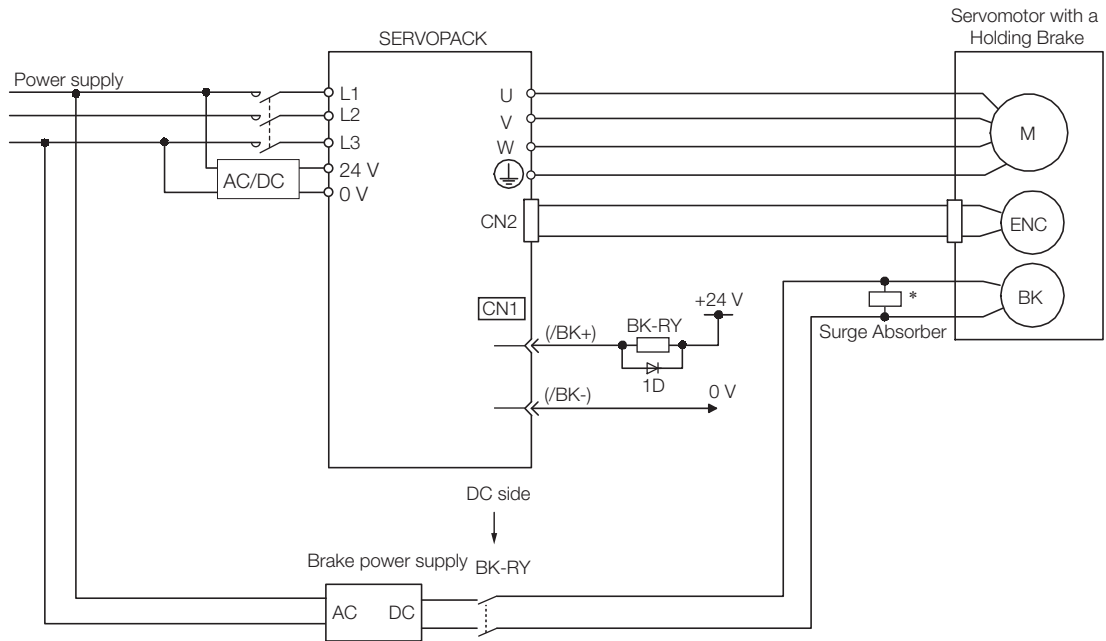 Servomotor with a
Holding Brake
SERVOPACK
Power supply
L1
L2
L3
24 V
0 V
AC/DC
U
V
W
M
CN2
ENC
CN1
BK
*
Surge Absorber
+24 V
(/BK+)
BK-RY
1D
(/BK-)
0 V
DC side
Brake power supply
BK-RY
AC
DC